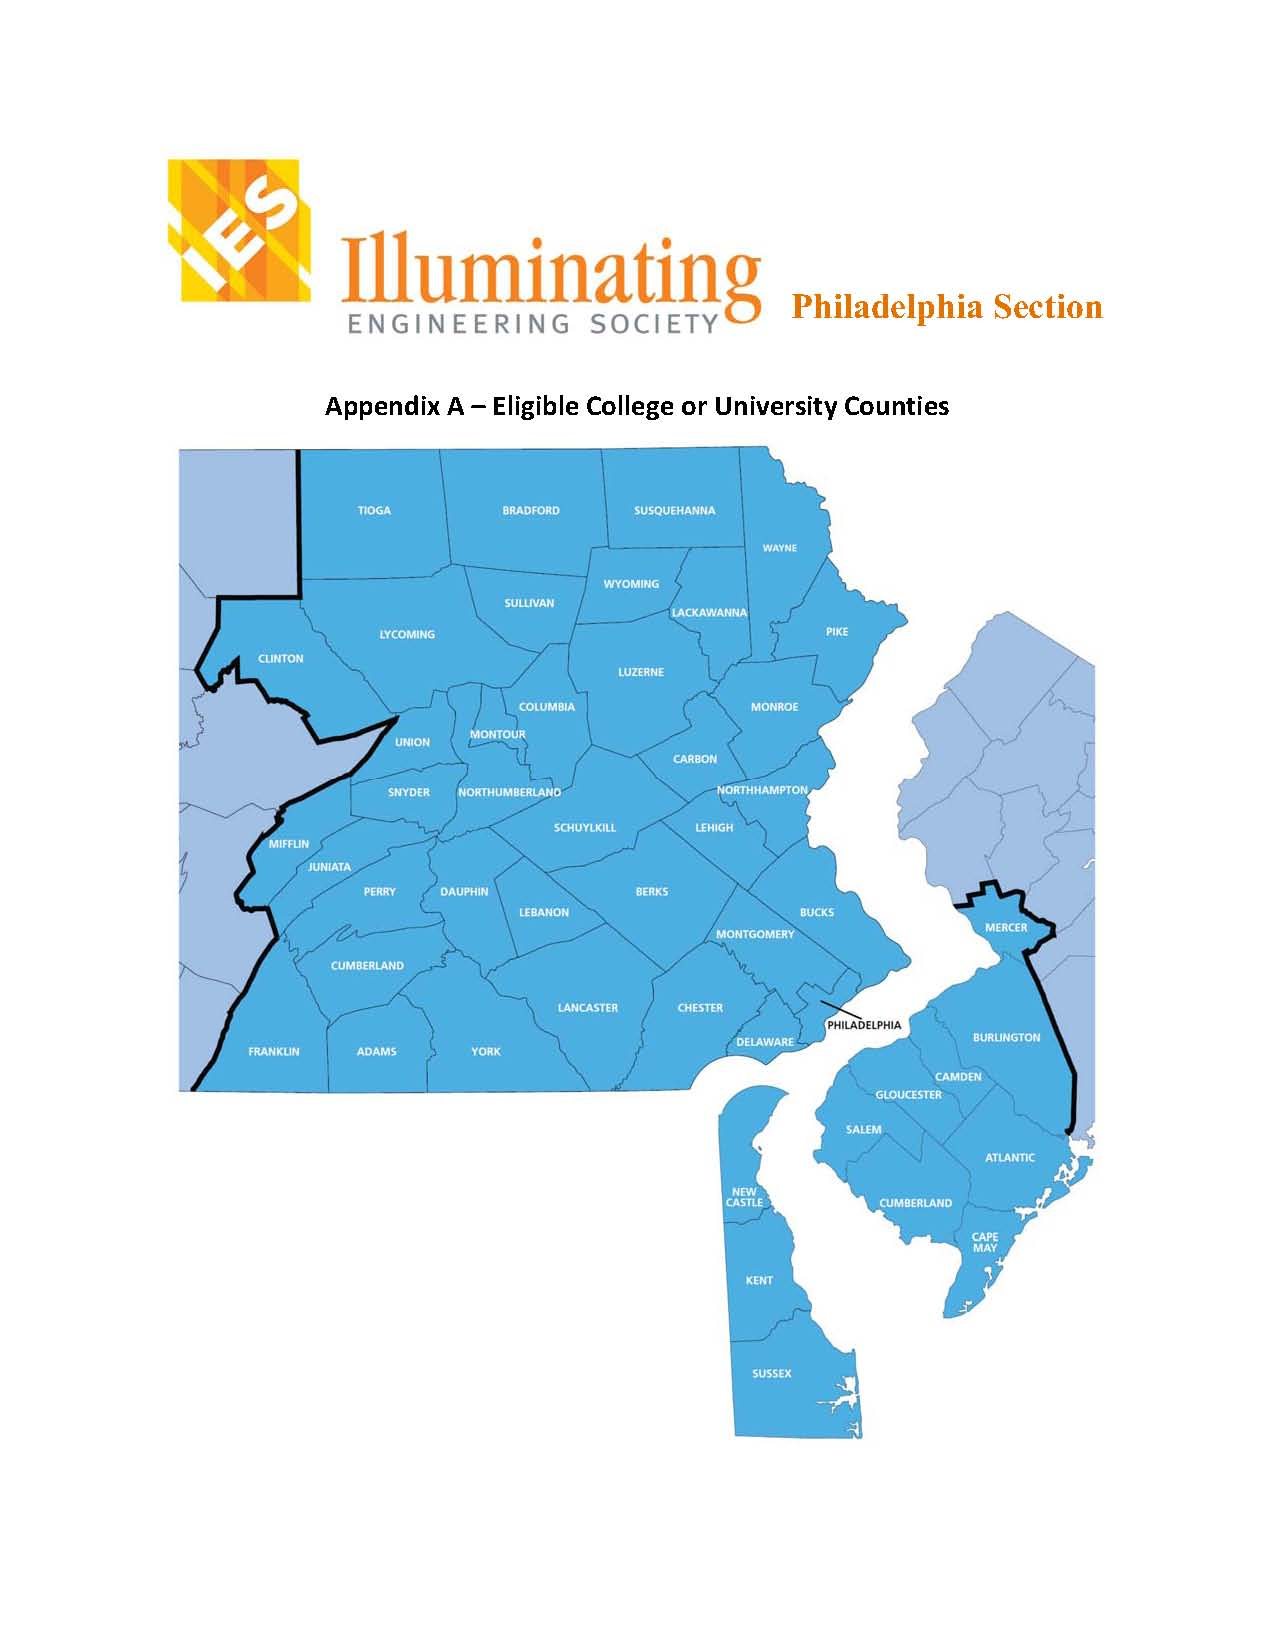 IES
Illuminating
ENGINEERING SOCIETY
Philadelphia Section
Appendix A – Eligible College or University Counties
TIOGA
BRADFORD
SUSQUEHANNA
WAYNE
WYOMING
SULLIVAN
LACKAWANNA
LYCOMING
PIKE
CLINTON
LUZERNE
COLUMBIA
MONROE
MONTOUR
UNION
CARBON
SNYDER
NORTHUMBERLAND
NORTHHAMPTON
SCHUYLKILL
LEHIGH
MIFFLIN
JUNIATA
PERRY
DAUPHIN
BERKS
LEBANON
BUCKS
MONTGOMERY
MERCER
CUMBERLAND
LANCASTER
CHESTER
PHILADELPHIA
BURLINGTON
DELAWARE
FRANKLIN
ADAMS
YORK
CAMDEN
GLOUCESTER
SALEM
ATLANTIC
NEW
CASTLE
CUMBERLAND
CAPE
MAY
KENT
SUSSEX